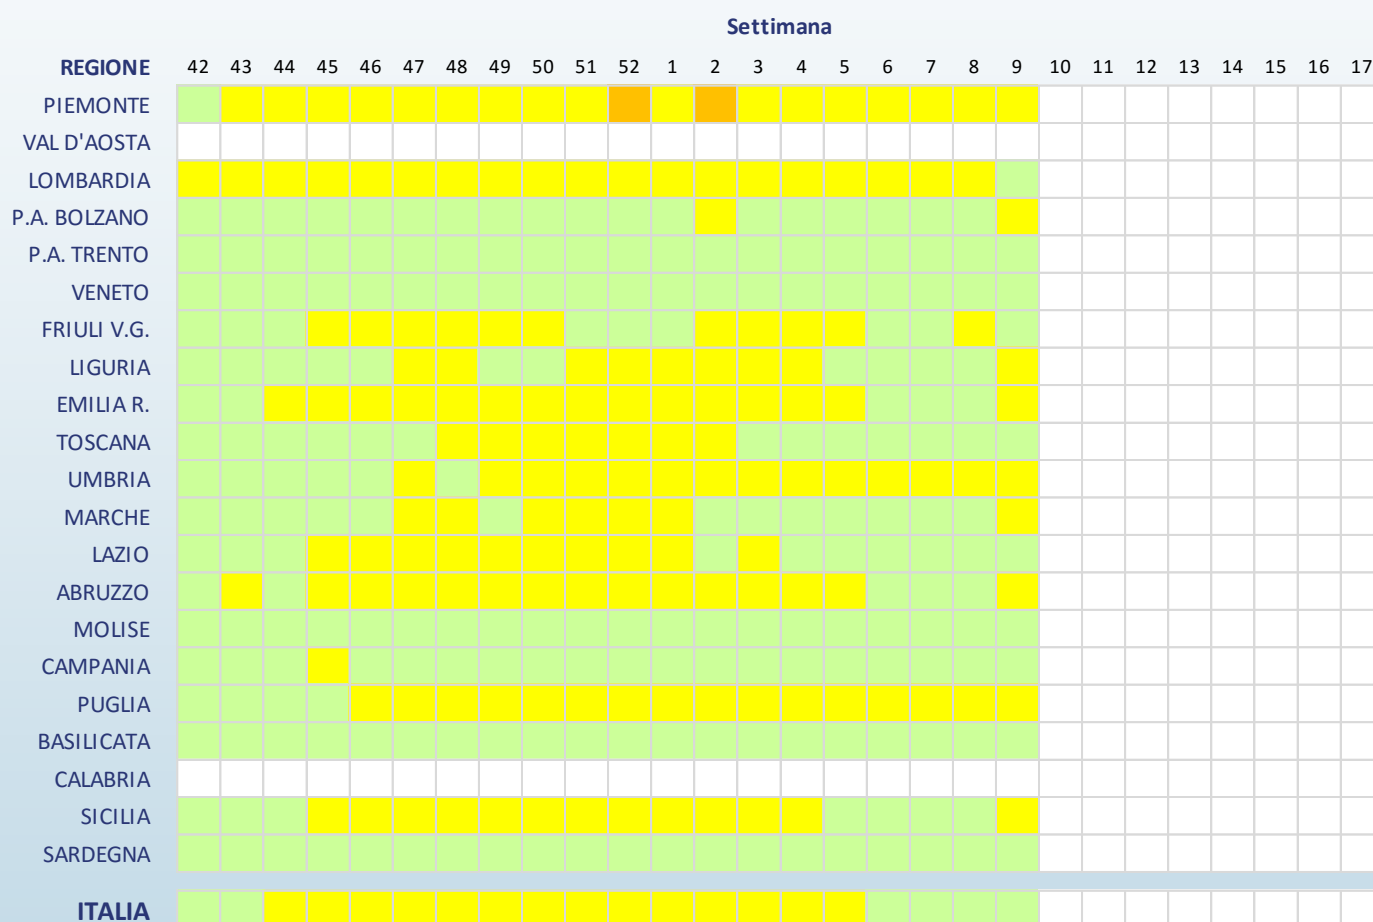 Settimana
REGIONE 42 43 44 45 46 47 48 49 50 51 52 1 2 3 4 5 6 7 8 9 10 11 12 13 14 15 16 17
PIEMONTE
VAL D'AOSTA
LOMBARDIA
P.A. BOLZANO
P.A. TRENTO
VENETO
FRIULI V.G.
LIGURIA
EMILIA R.
TOSCANA
UMBRIA
MARCHE
LAZIO
ABRUZZO
MOLISE
CAMPANIA
PUGLIA
BASILICATA
CALABRIA
SICILIA
SARDEGNA
ITALIA